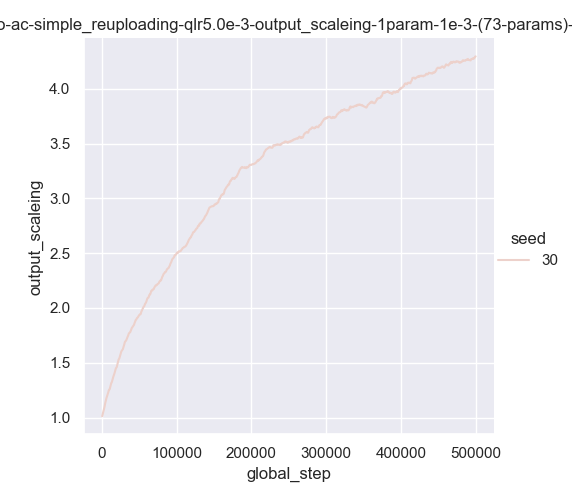 o-ac-simple_reuploading-qlr5.0e-3-output_scaleing-1param-1e-3-(73-params)-
4.0
3.5
3.0
2.5
2.0
1.5
1.0
output_scaleing
0 100000 200000 300000 400000 500000
global_step
seed
30